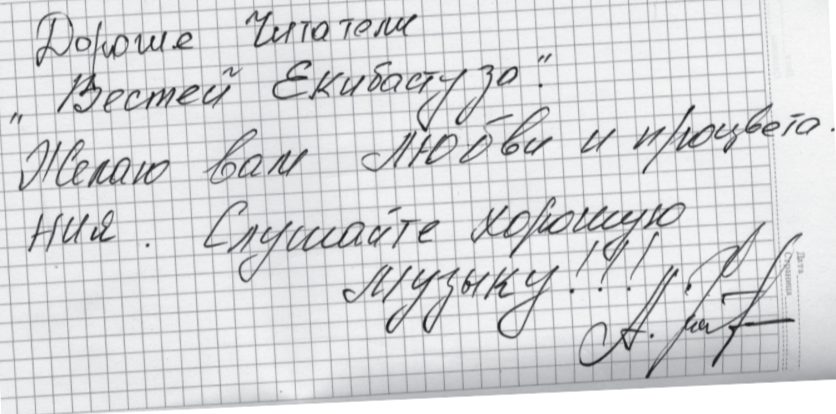 Дорогие Читатели
"Вестей Екибастуза".
Желаю вам Любви и процвета-
ния. Слушайте хорошую
музыку!!!